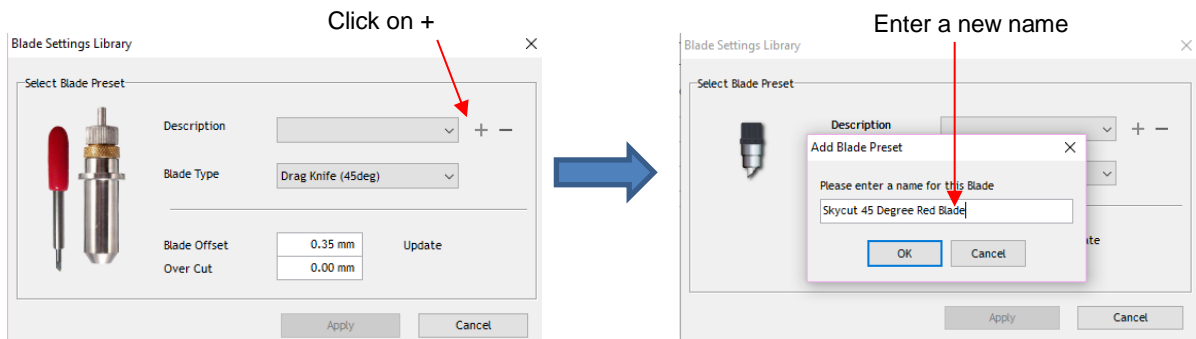 Click on +
Blade Settings Library
Select Blade Preset
Description
Blade Type
Drag Knife (45deg)
Blade Offset
0.35 mm
Update
Over Cut
0.00 mm
Apply
Cancel
Enter a new name
Blade Settings Library
Select Blade Preset
Description
Add Blade Preset
Please enter a name for this Blade
Skycut 45 Degree Red Blade
OK
Cancel
Apply
Cancel